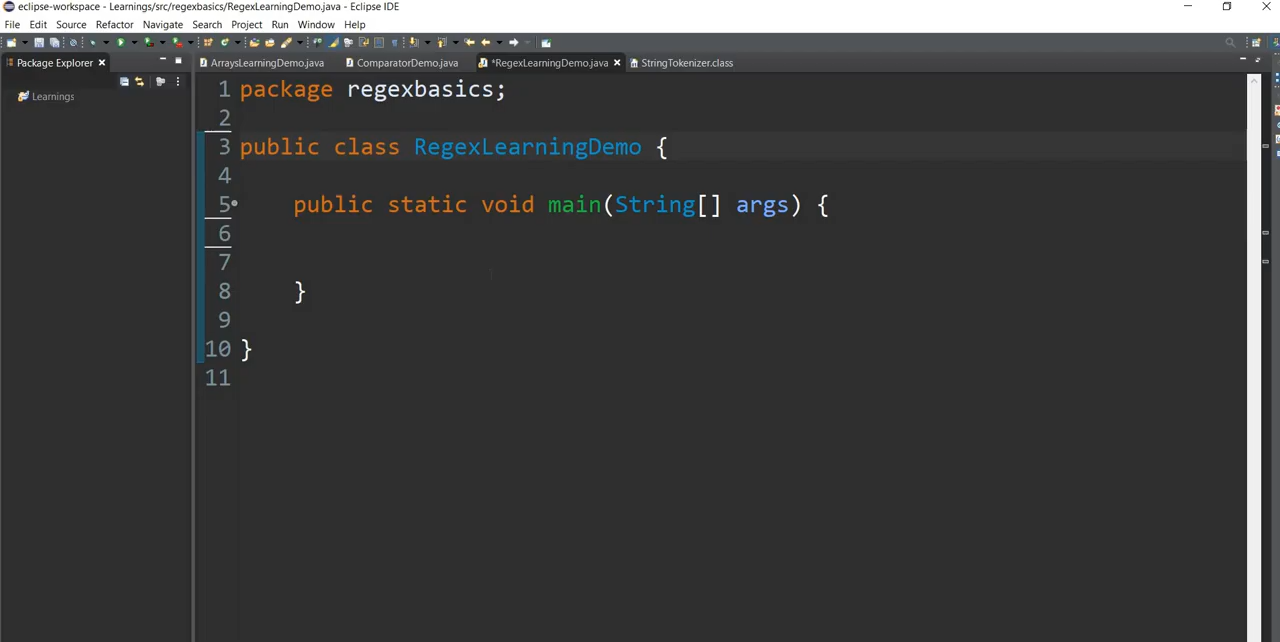 eclipse-workspace - Learnings/src/regexbasics/RegexLearningDemo.java - Eclipse IDE
File Edit Source Refactor Navigate Search Project Run Window Help
Package Explorer
ArraysLearningDemo.java ComparatorDemo.java *RegexLearningDemo.java StringTokenizer.class
Learnings
1 package regexbasics;
2
3 public class RegexLearningDemo {
4
5 public static void main(String[] args) {
6
7
8 }
9
10 }
11